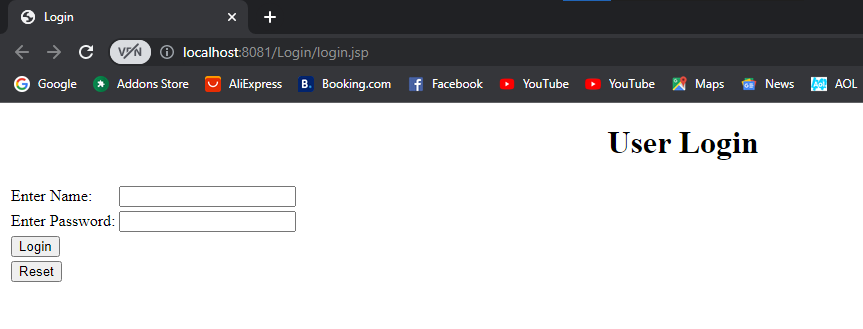 Login
VPN localhost:8081/Login/login.jsp
Google Addons Store AliExpress B. Booking.com Facebook YouTube YouTube Maps News Aol. AOL
User Login
Enter Name:
Enter Password:
Login
Reset